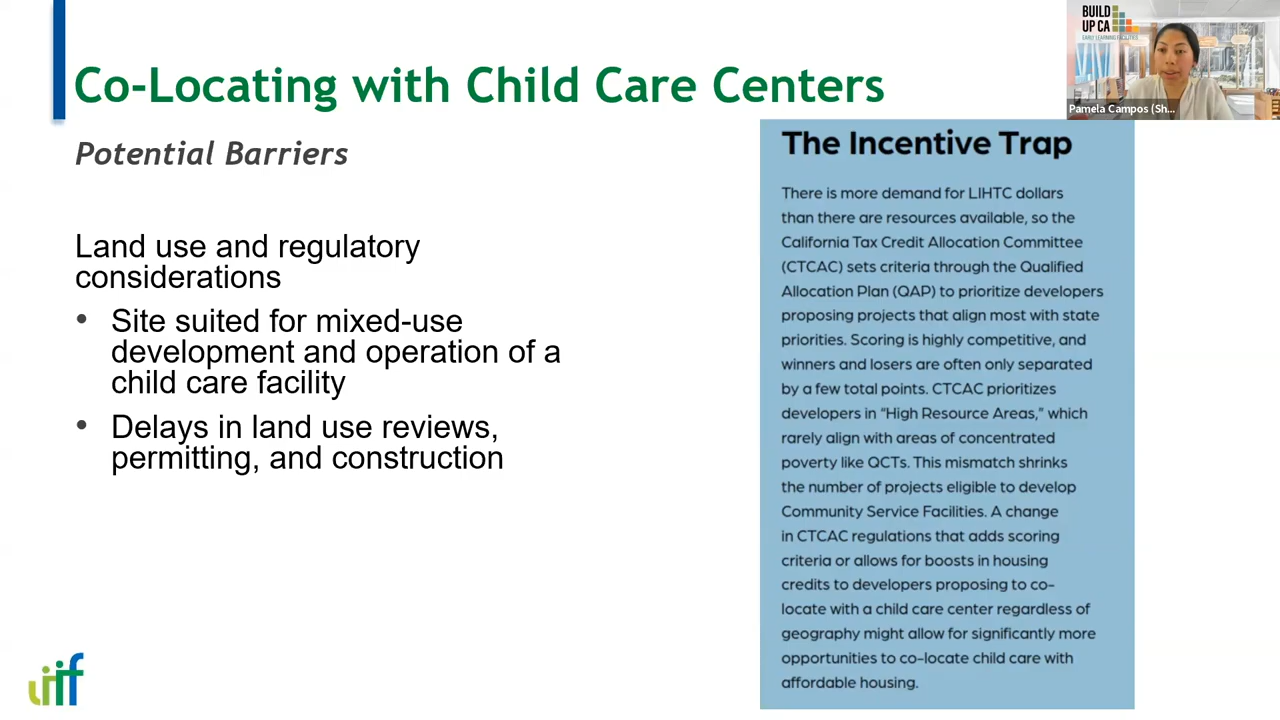 Co-Locating with Child Care Centers
Potential Barriers
Land use and regulatory
considerations
• Site suited for mixed-use
development and operation of a
child care facility
• Delays in land use reviews,
permitting, and construction
The Incentive Trap
There is more demand for LIHTC dollars
than there are resources available, so the
California Tax Credit Allocation Committee
(CTCAC) sets criteria through the Qualified
Allocation Plan (QAP) to prioritize developers
proposing projects that align most with state
priorities. Scoring is highly competitive, and
winners and losers are often only separated
by a few total points. CTCAC prioritizes
developers in “High Resource Areas,” which
rarely align with areas of concentrated
poverty like QCTs. This mismatch shrinks
the number of projects eligible to develop
Community Service Facilities. A change
in CTCAC regulations that adds scoring
criteria or allows for boosts in housing
credits to developers proposing to co-
locate with a child care center regardless of
geography might allow for significantly more
opportunities to co-locate child care with
affordable housing.
BUILD
UP CA
EARLY LEARNING FACILITIES
Pamela Campos (Sh...
liif